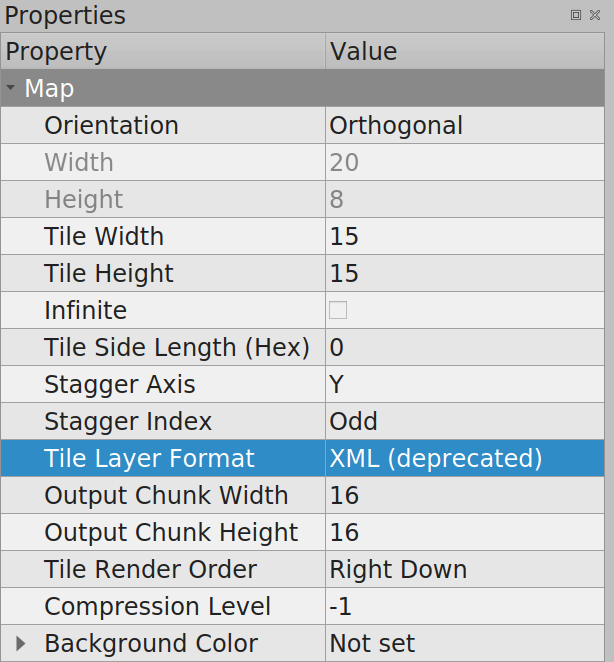 Properties
Property Value
Map
Orientation Orthogonal
Width 20
Height 8
Tile Width 15
Tile Height 15
Infinite
Tile Side Length (Hex) 0
Stagger Axis Y
Stagger Index Odd
Tile Layer Format XML (deprecated)
Output Chunk Width 16
Output Chunk Height 16
Tile Render Order Right Down
Compression Level -1
Background Color Not set